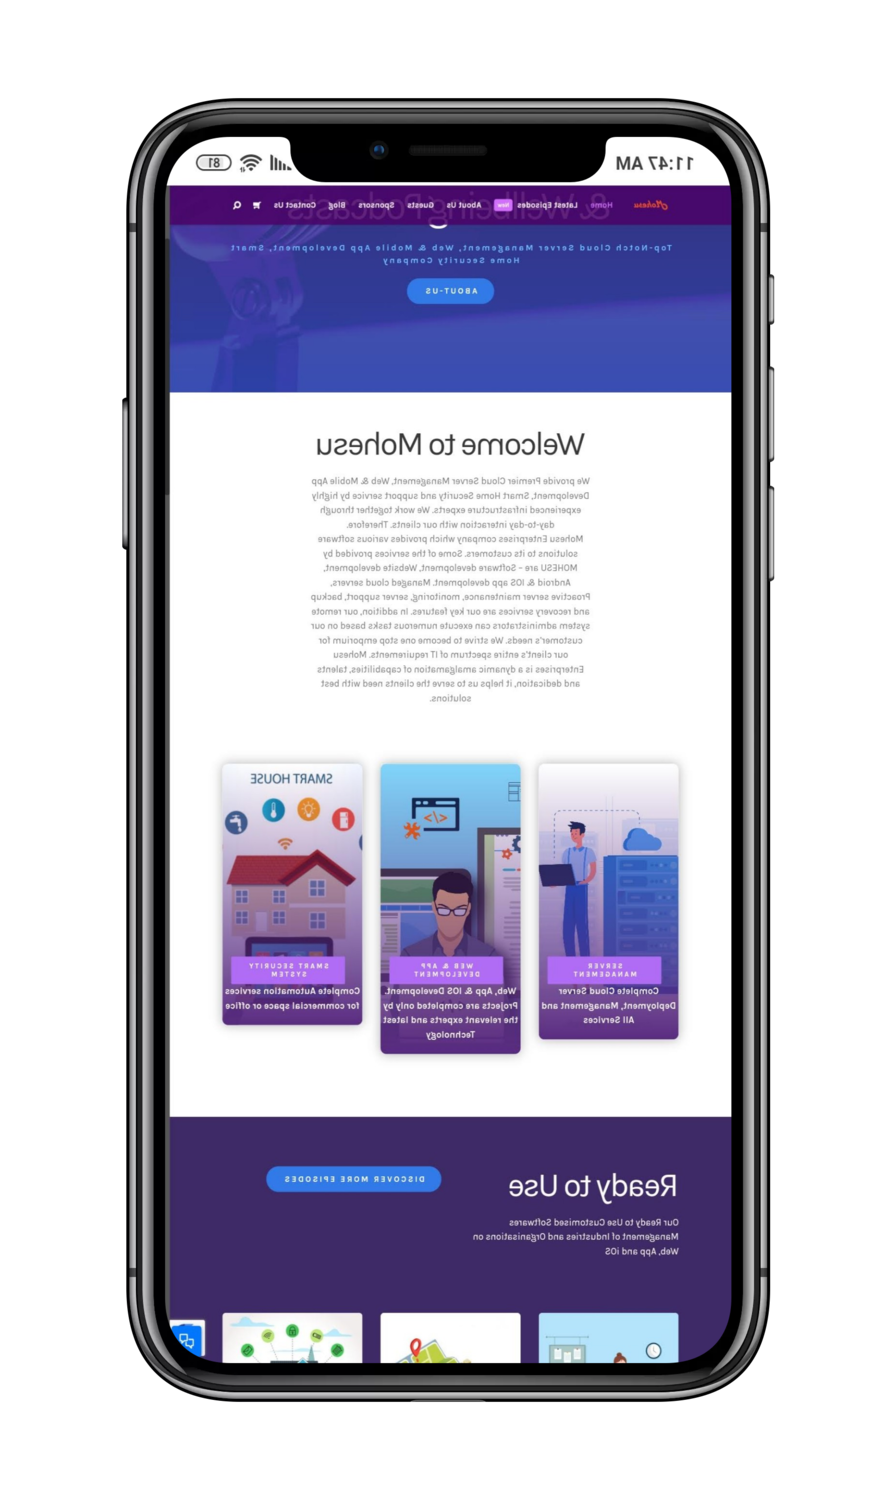 11:47 AM
81
Mohesu Home Latest Episodes New About Us Guests Sponsors Blog Contact Us
& Wellbeing Podcasts
Top-Notch Cloud Server Management, Web & Mobile App Development, Smart
Home Security Company
ABOUT-US
Welcome to Mohesu
We provide Premier Cloud Server Management, Web & Mobile App
Development, Smart Home Security and support service by highly
experienced infrastructure experts. We work together through
day-to-day interaction with our clients. Therefore.
Mohesu Enterprises company which provides various software
solutions to its customers. Some of the services provided by
MOHESU are – Software development, Website development,
Android & IOS app development. Managed cloud servers,
Proactive server maintenance, monitoring, server support, backup
and recovery services are our key features. In addition, our remote
system administrators can execute numerous tasks based on our
customer's needs. We strive to become one stop emporium for
our client's entire spectrum of IT requirements. Mohesu
Enterprises is a dynamic amalgamation of capabilities, talents
and dedication, it helps us to serve the clients need with best
solutions.
SERVER
MANAGEMENT
Complete Cloud Server
Deployment, Management and
All Services
</>
WEB & APP
DEVELOPMENT
Web, App & IOS Development.
Projects are completed only by
the relevant experts and latest
Technology
SMART HOUSE
SMART SECURITY
SYSTEM
Complete Automation services
for commercial space or office
Ready to Use
DISCOVER MORE EPISODES
Our Ready to Use Customised Softwares
Management of Industries and Organisations on
Web, App and iOS